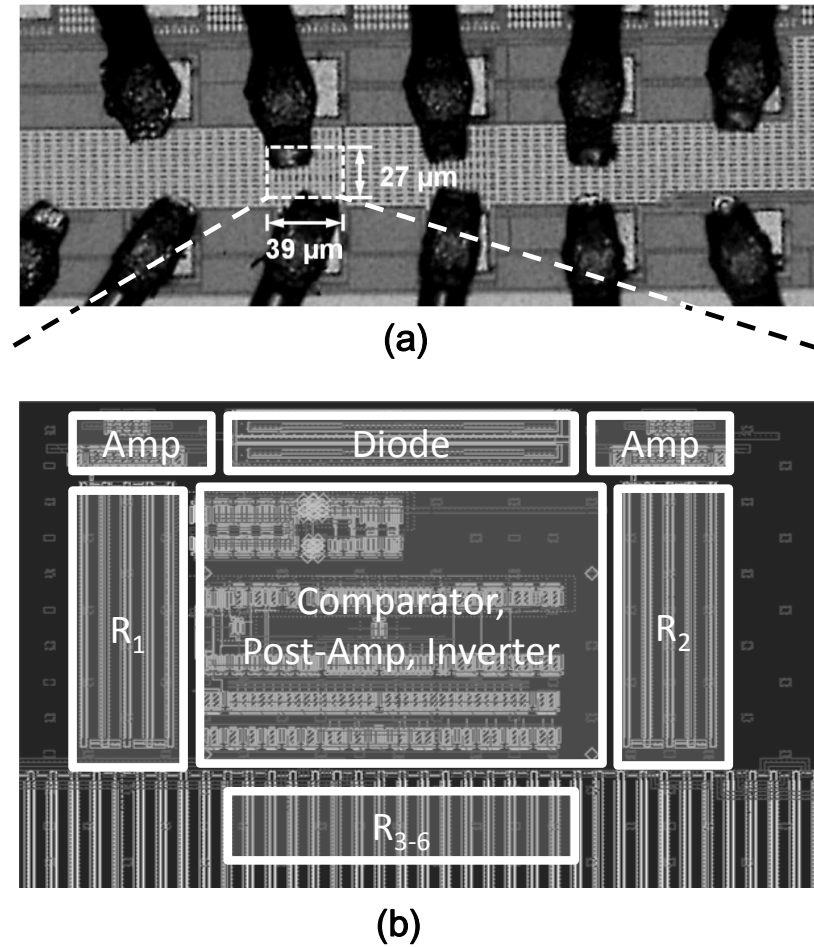 27 μm
39 μm
(a)
Amp
Diode
Amp
R1
Comparator,
Post-Amp, Inverter
R2
R3-6
(b)